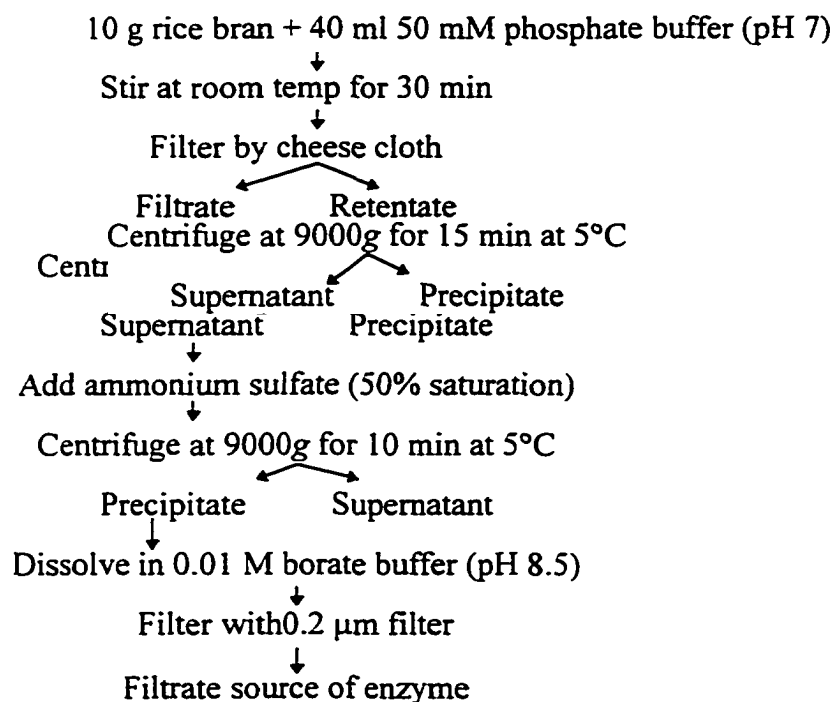 10 g rice bran + 40 ml 50 mM phosphate buffer (pH 7)
Stir at room temp for 30 min
Filter by cheese cloth
Filtrate Retentate
Centrifuge at 9000g for 15 min at 5°C
Centr
Supernatant Precipitate
Supernatant Precipitate
Add ammonium sulfate (50% saturation)
Centrifuge at 9000g for 10 min at 5°C
Precipitate Supernatant
Dissolve in 0.01 M borate buffer (pH 8.5)
Filter with0.2 µm filter
Filtrate source of enzyme